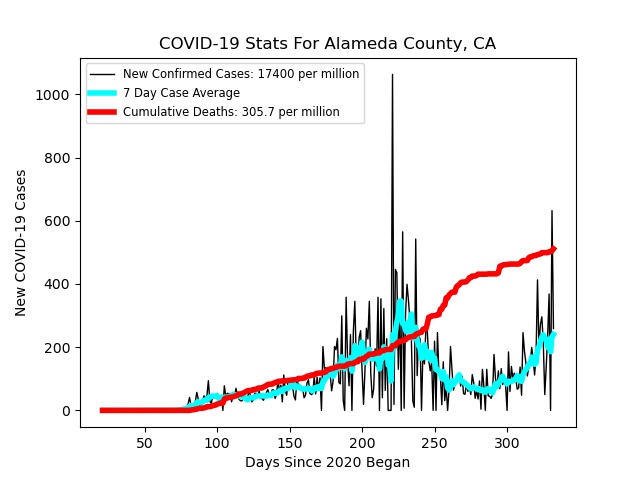 COVID-19 Stats For Alameda County, CA
New Confirmed Cases: 17400 per million
7 Day Case Average
Cumulative Deaths: 305.7 per million
New COVID-19 Cases
1000
800
600
400
200
0
50
100
150
200
250
300
Days Since 2020 Began